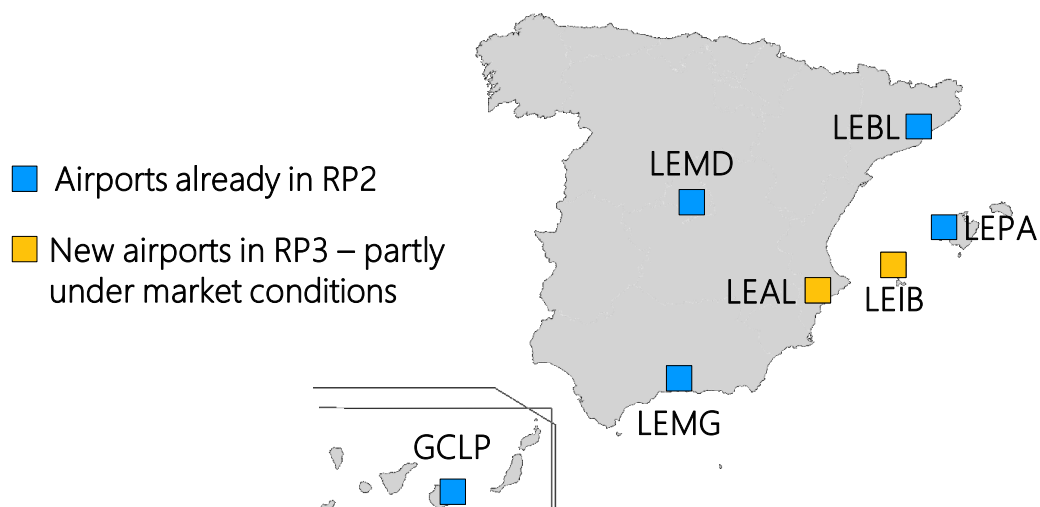 Airports already in RP2
New airports in RP3 – partly
under market conditions
LEBL
LEMD
LEPA
LEAL
LEIB
LEMG
GCLP